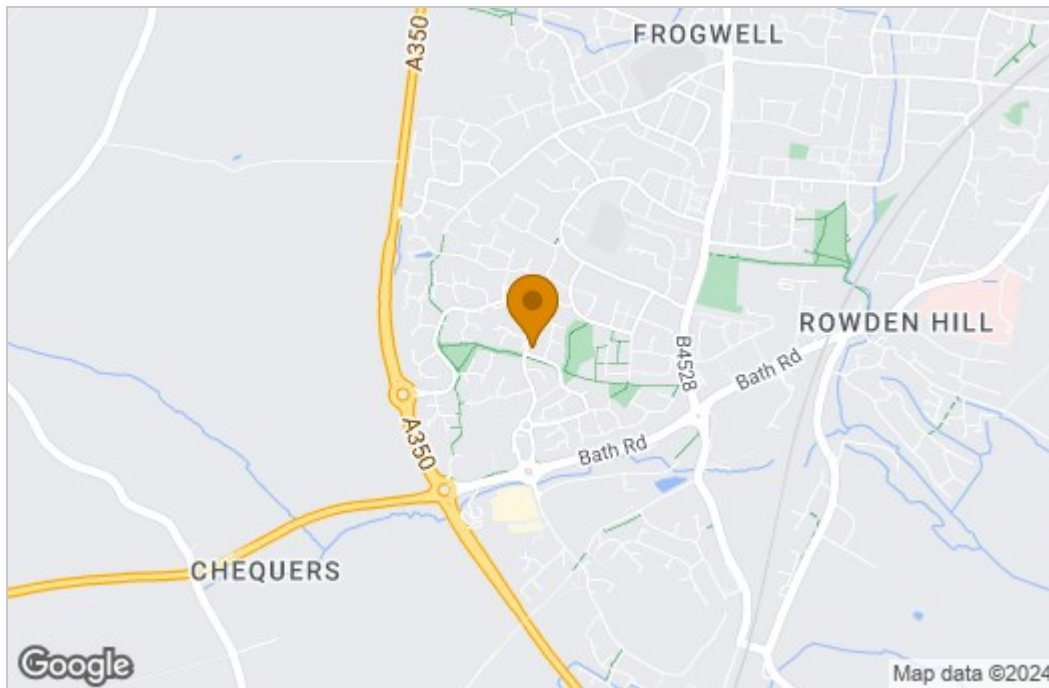 FROGWELL
A350
ROWDEN HILL
B4528
Bath Rd
A350
Bath Rd
CHEQUERS
Google
Map data ©2024